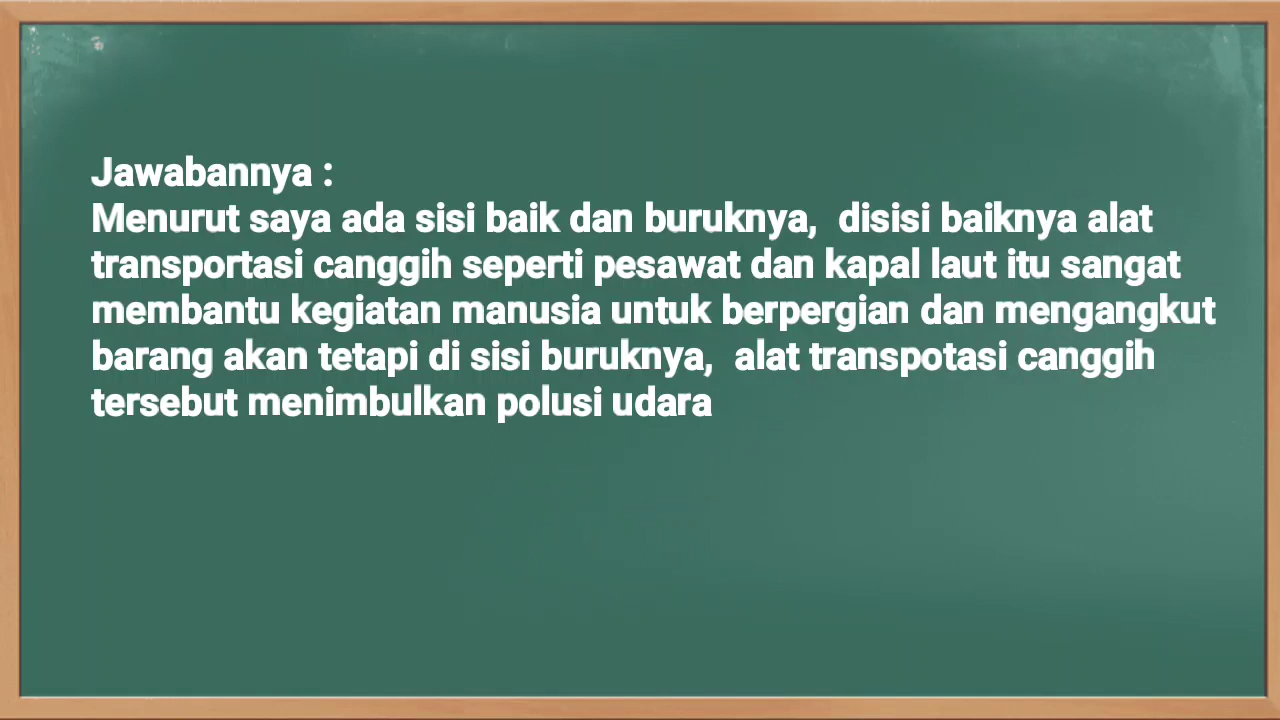 Jawabannya :
Menurut saya ada sisi baik dan buruknya,  disisi baiknya alat
transportasi canggih seperti pesawat dan kapal laut itu sangat
membantu kegiatan manusia untuk berpergian dan mengangkut
barang akan tetapi di sisi buruknya,  alat transpotasi canggih
tersebut menimbulkan polusi udara